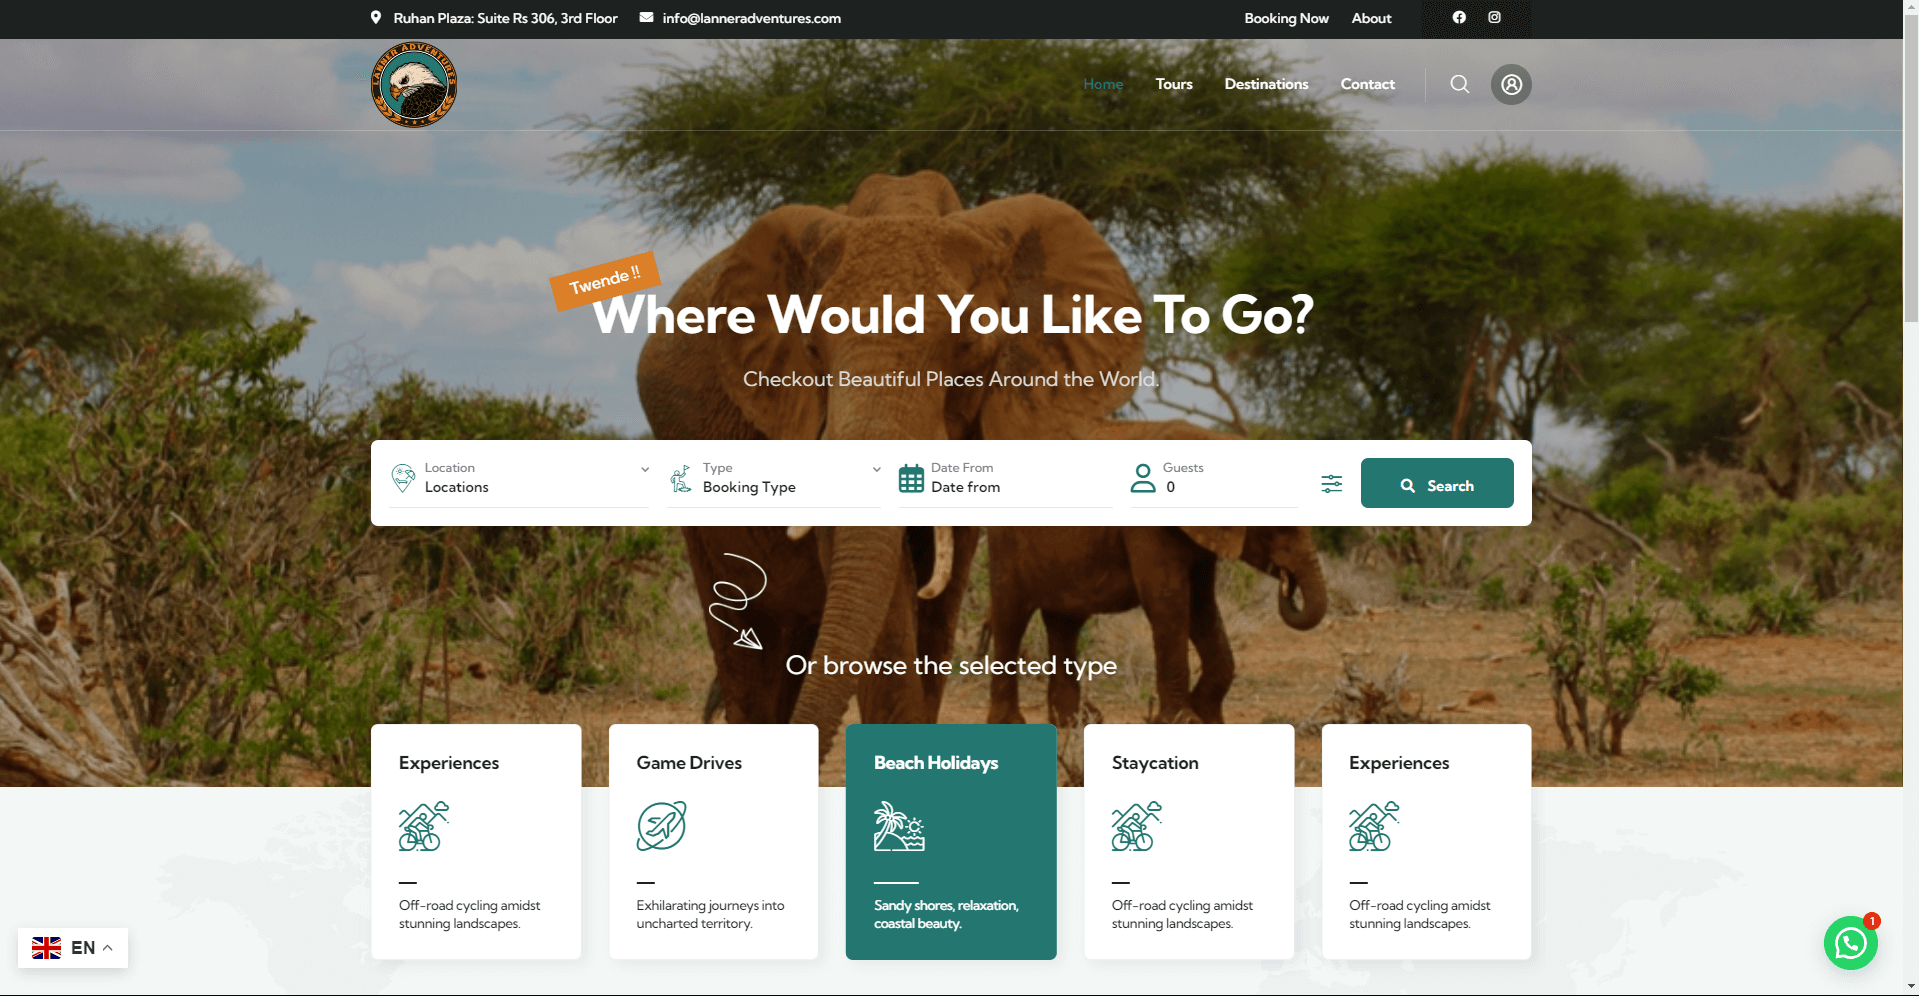 Ruhan Plaza: Suite Rs 306, 3rd Floor
info@lanneradventures.com
Booking Now
About
LANNER ADVENTURES
Home
Tours
Destinations
Contact
Twende !!
Where Would You Like To Go?
Checkout Beautiful Places Around the World.
Location
Locations
Type
Booking Type
Date From
Date from
Guests
0
Search
Or browse the selected type
Experiences
Off-road cycling amidst
stunning landscapes.
Game Drives
Exhilarating journeys into
uncharted territory.
Beach Holidays
Sandy shores, relaxation,
coastal beauty.
Staycation
Off-road cycling amidst
stunning landscapes.
Experiences
Off-road cycling amidst
stunning landscapes.
EN
1